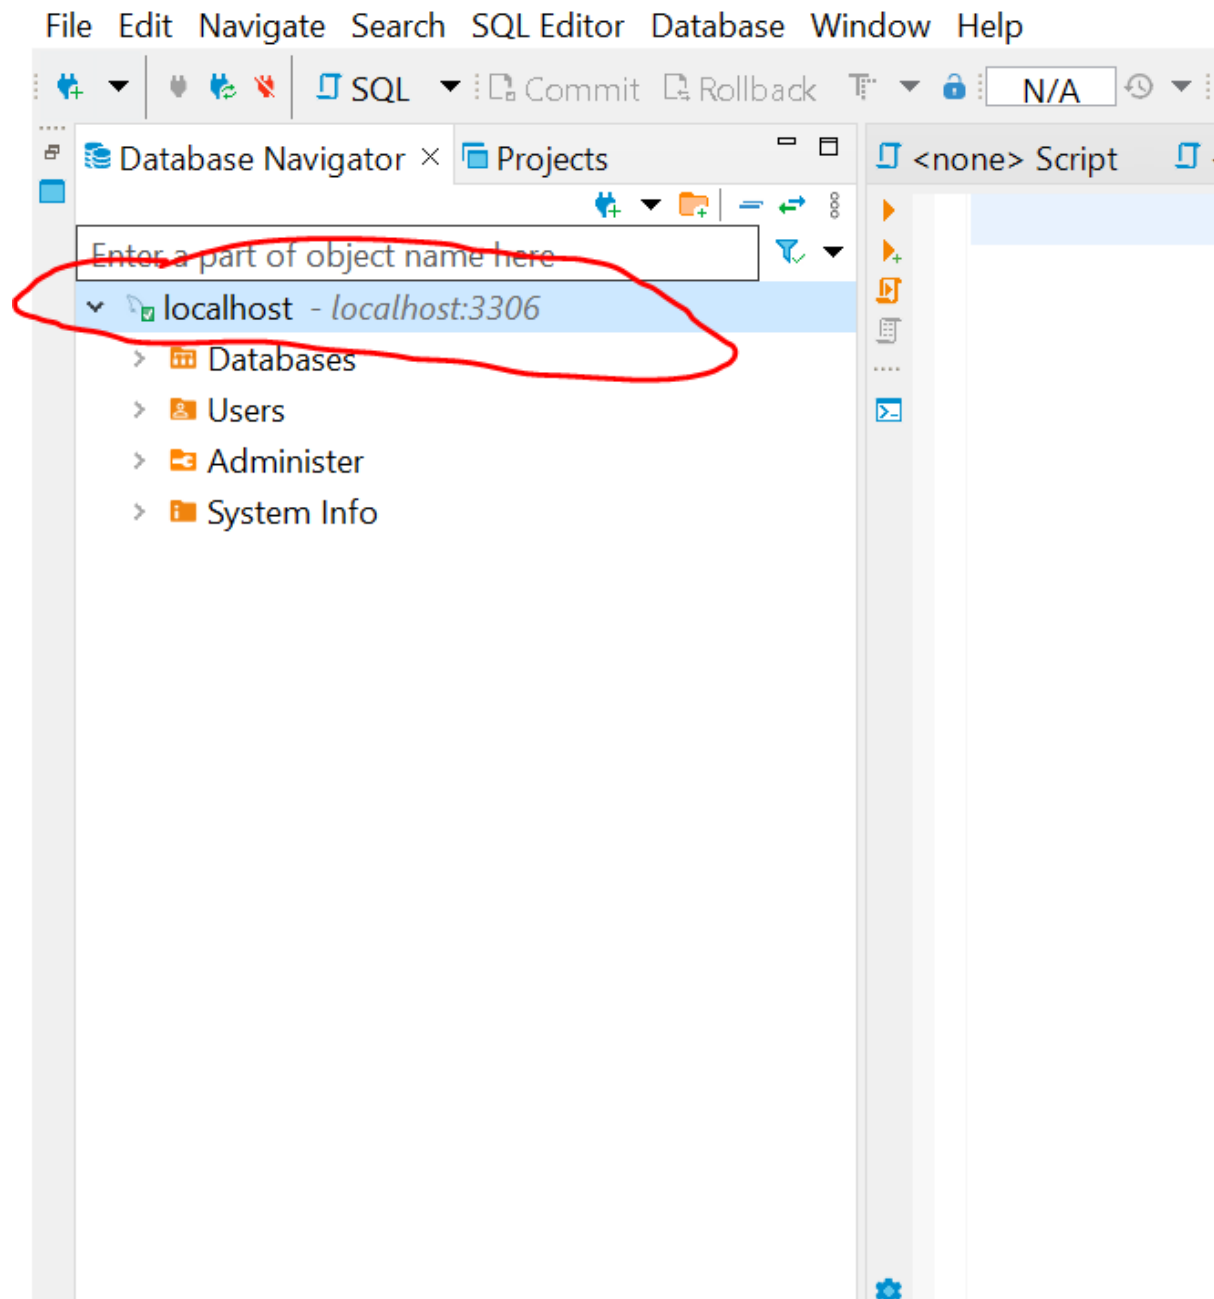 File Edit Navigate Search SQL Editor Database Window Help
SQL Commit Rollback N/A
Database Navigator Projects <none> Script
Enter a part of object name here
localhost - localhost:3306
Databases
Users
Administer
System Info